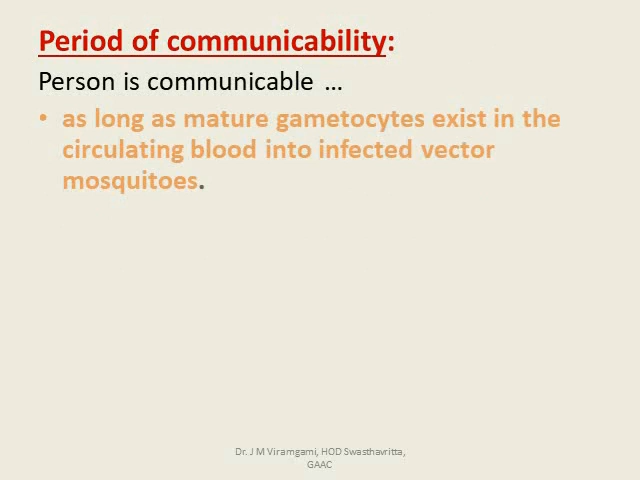 Period of communicability:
Person is communicable …
• as long as mature gametocytes exist in the
circulating blood into infected vector
mosquitoes.
Dr. J M Viramgami, HOD Swasthavritta,
GAAC